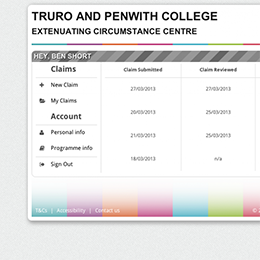 TRURO AND PENWITH COLLEGE
EXTENUATING CIRCUMSTANCE CENTRE
HEY, BEN SHORT
Claims
New Claim
My Claims
Account
Personal info
Programme info
Sign Out
Claim Submitted Claim Reviewed
27/03/2013 27/03/2013
20/03/2013 25/03/2013
21/03/2013 25/03/2013
18/03/2013 n/a
T&Cs | Accessibility | Contact us
©